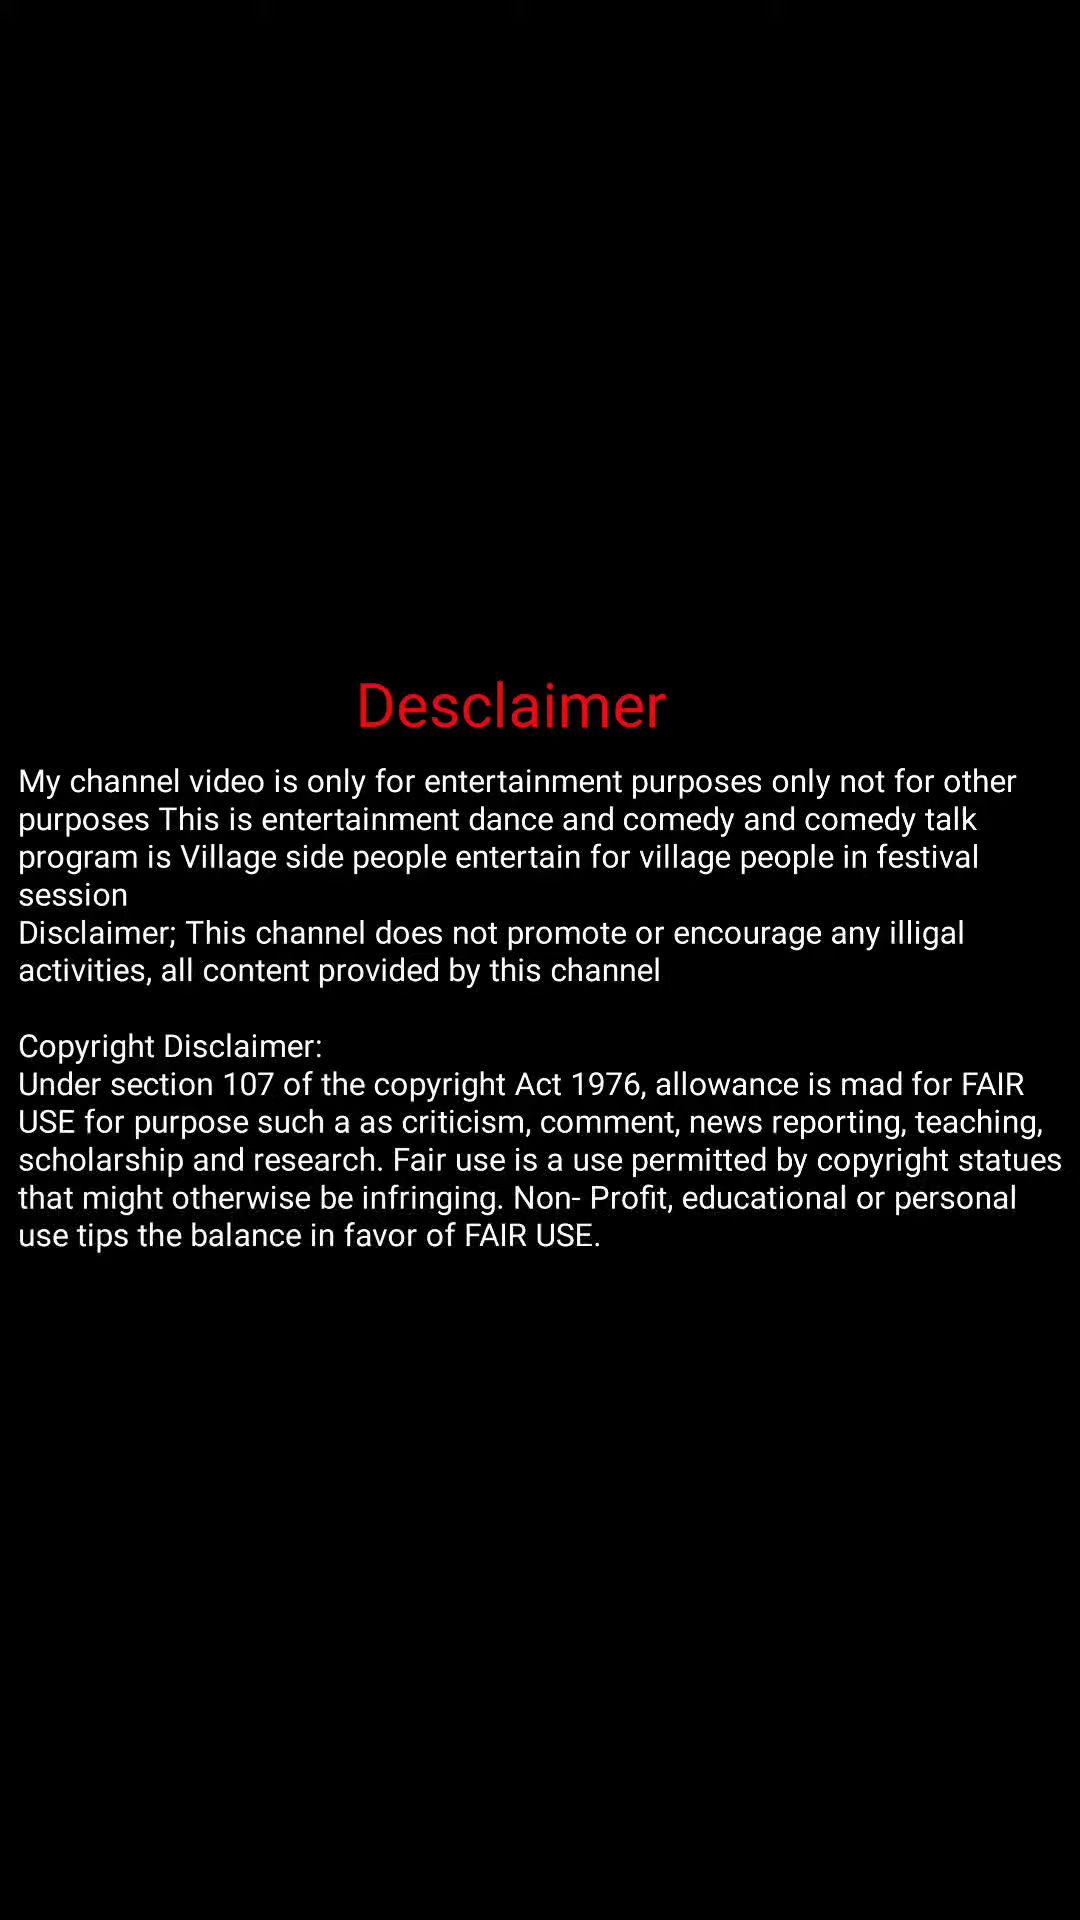 Desclaimer
My channel video is only for entertainment purposes only not for other
purposes This is entertainment dance and comedy and comedy talk
program is Village side people entertain for village people in festival
session
Disclaimer; This channel does not promote or encourage any illigal
activities, all content provided by this channel
Copyright Disclaimer:
Under section 107 of the copyright Act 1976, allowance is mad for FAIR
USE for purpose such a as criticism, comment, news reporting, teaching,
scholarship and research. Fair use is a use permitted by copyright statues
that might otherwise be infringing. Non- Profit, educational or personal
use tips the balance in favor of FAIR USE.